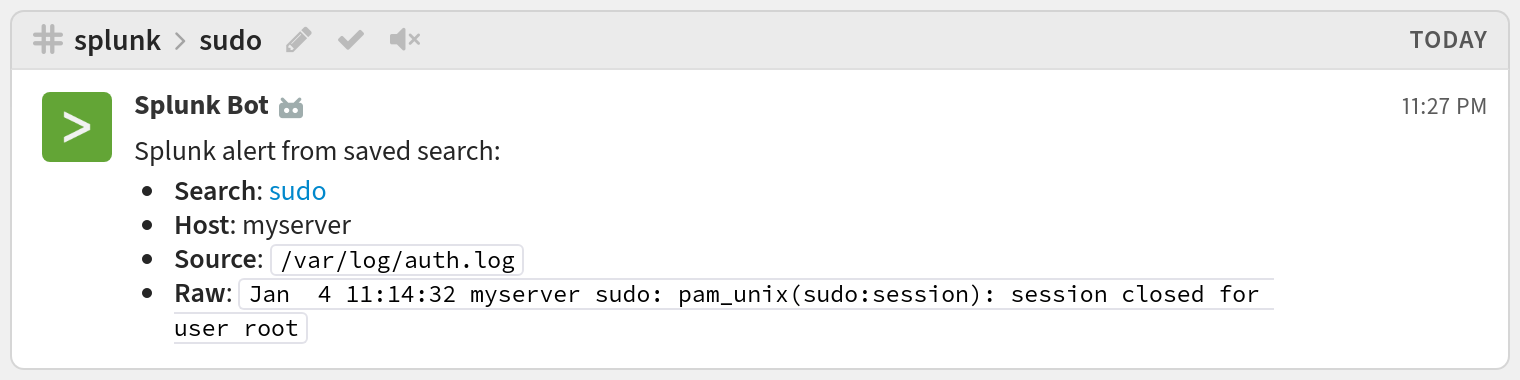 splunk > sudo TODAY
Splunk Bot 11:27 PM
Splunk alert from saved search:
• Search: sudo
• Host: myserver
• Source: /var/log/auth.log
• Raw: Jan  4 11:14:32 myserver sudo: pam_unix(sudo:session): session closed for
user root